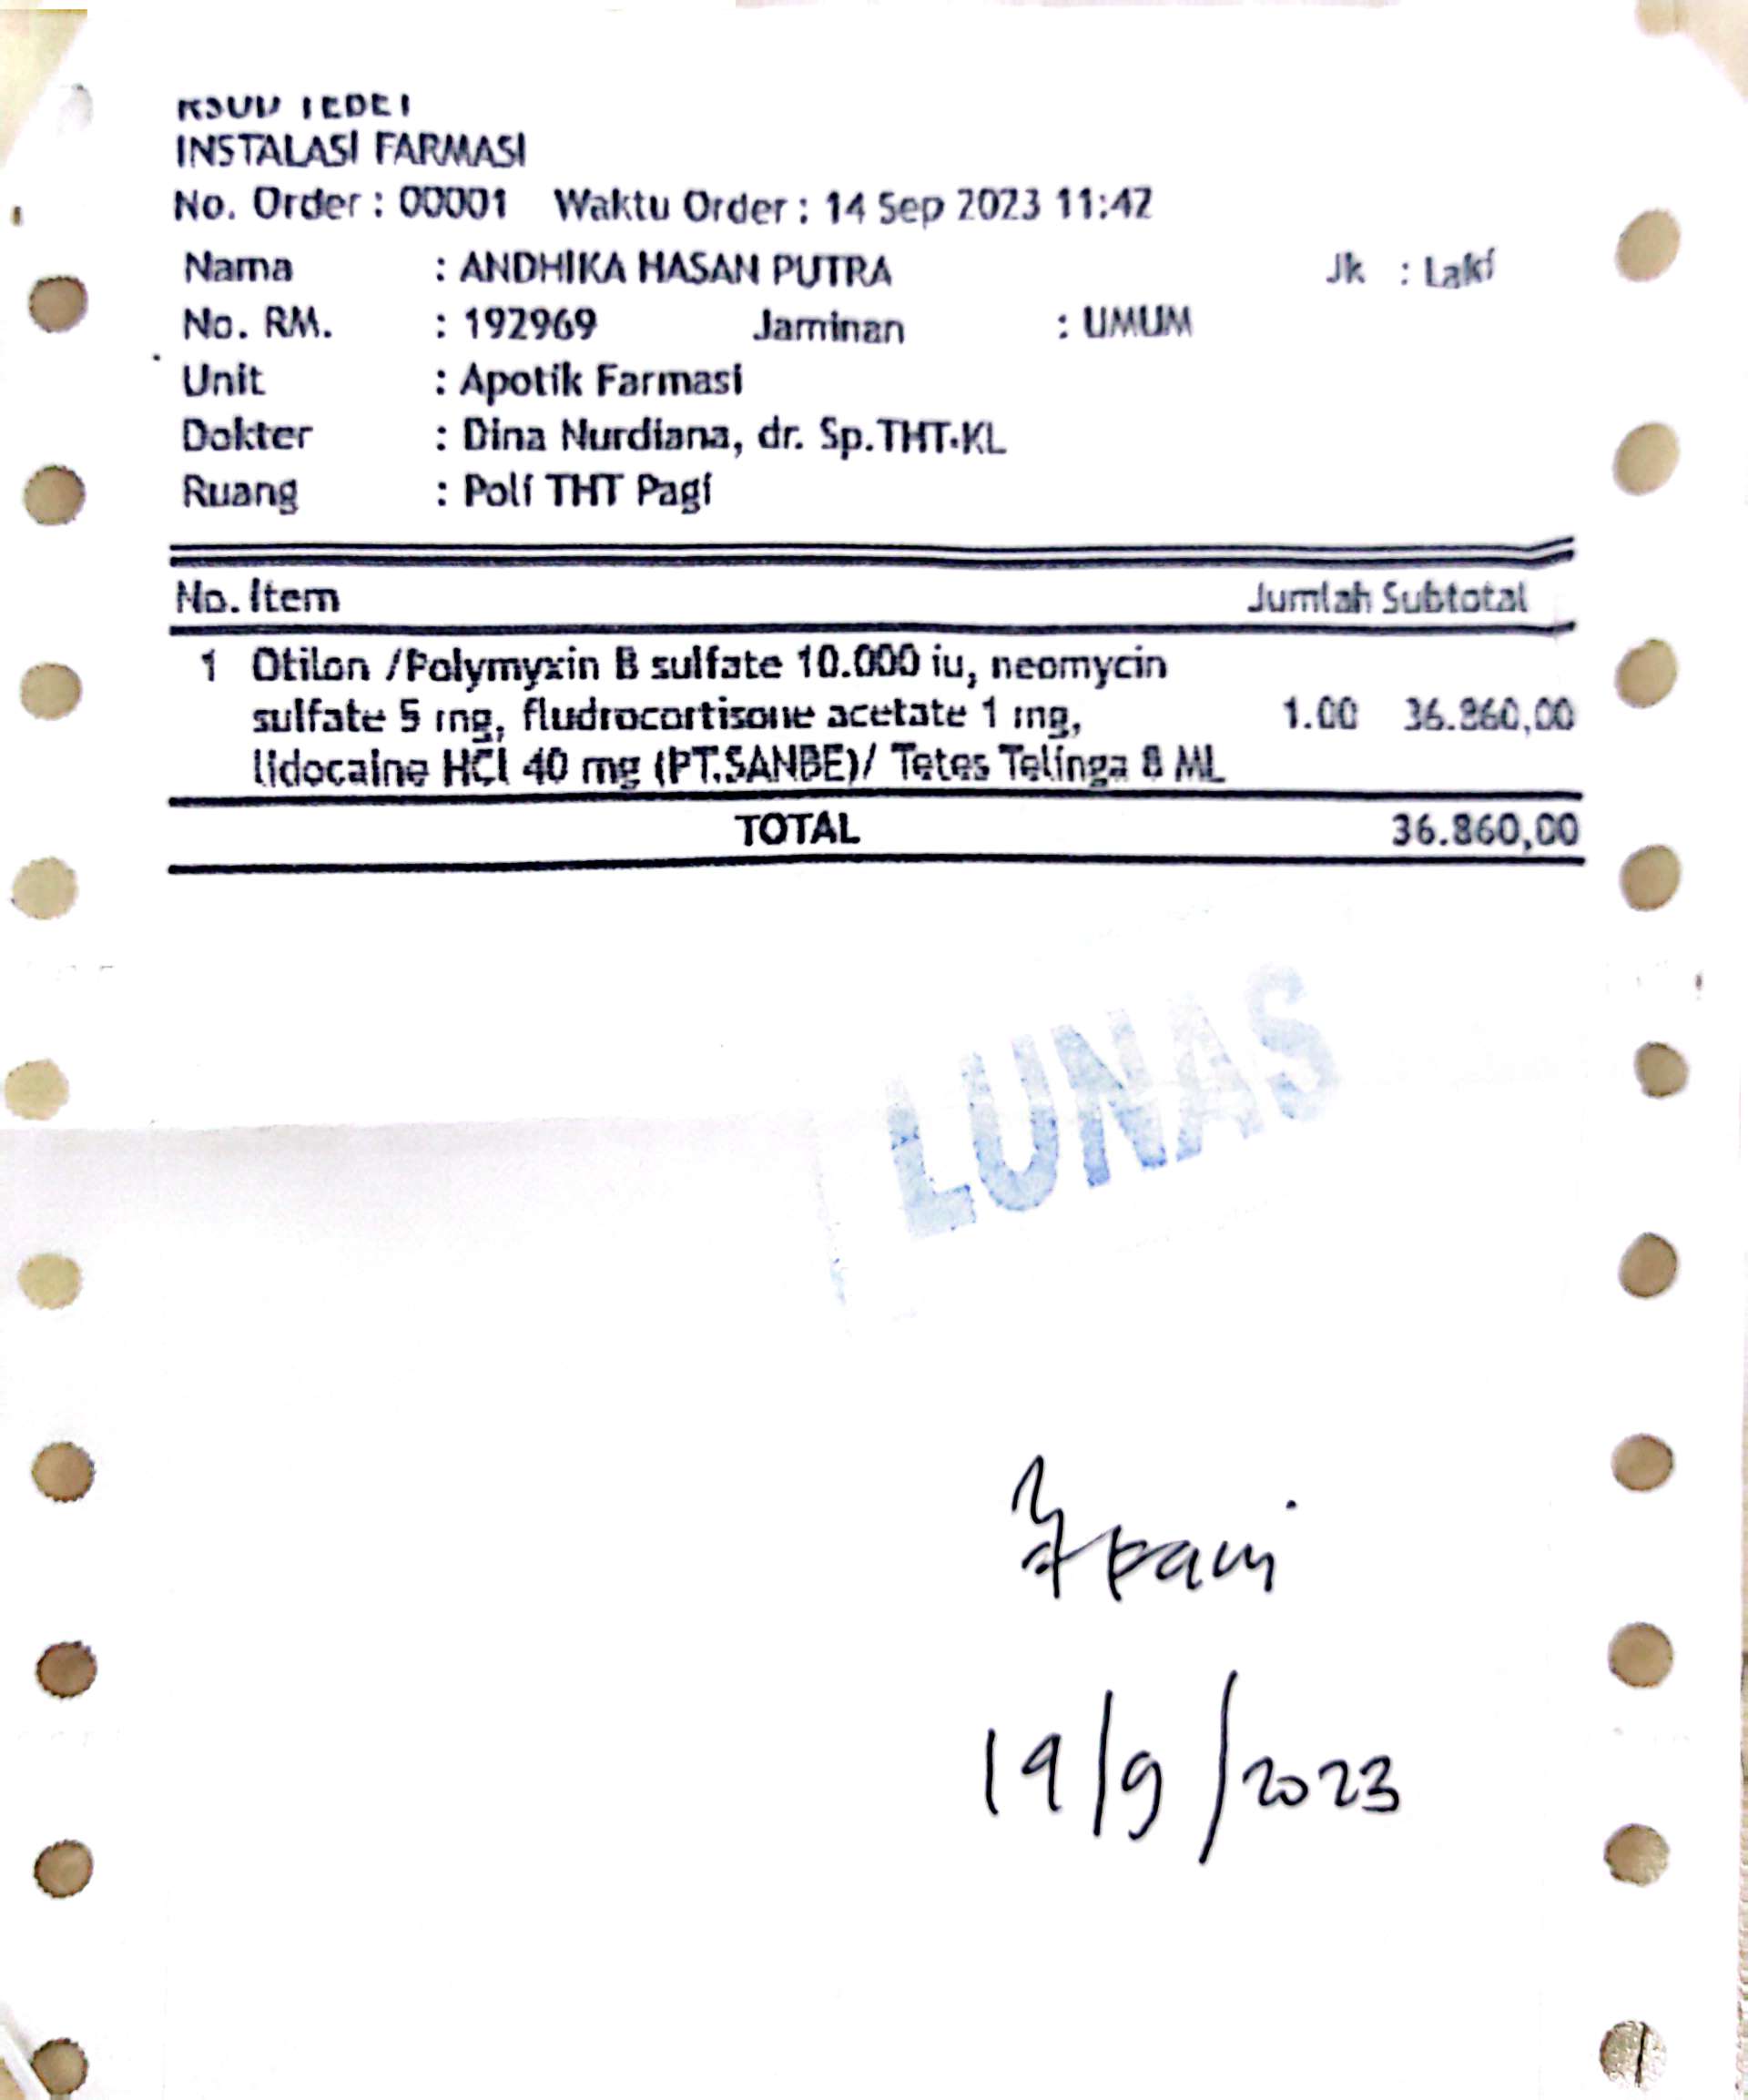 RSUD TEBET
INSTALASI FARMASI
No. Order : 00001 Waktu Order : 14 Sep 2023 11:42
Nama : ANDHIKA HASAN PUTRA Jk : Laki
No. RM. : 192969 Jaminan : UMUM
Unit : Apotik Farmasi
Dokter : Dina Nurdiana, dr. Sp.THT-KL
Ruang : Poli THT Pagi
No. Item Jumlah Subtotal
1 Otilon /Polymyxin B sulfate 10.000 iu, neomycin
sulfate 5 mg, fludrocortisone acetate 1 mg, 1.00 36.860,00
lidocaine HCl 40 mg (PT.SANBE)/ Tetes Telinga 8 ML
TOTAL 36.860,00
LUNAS
19/9/2023